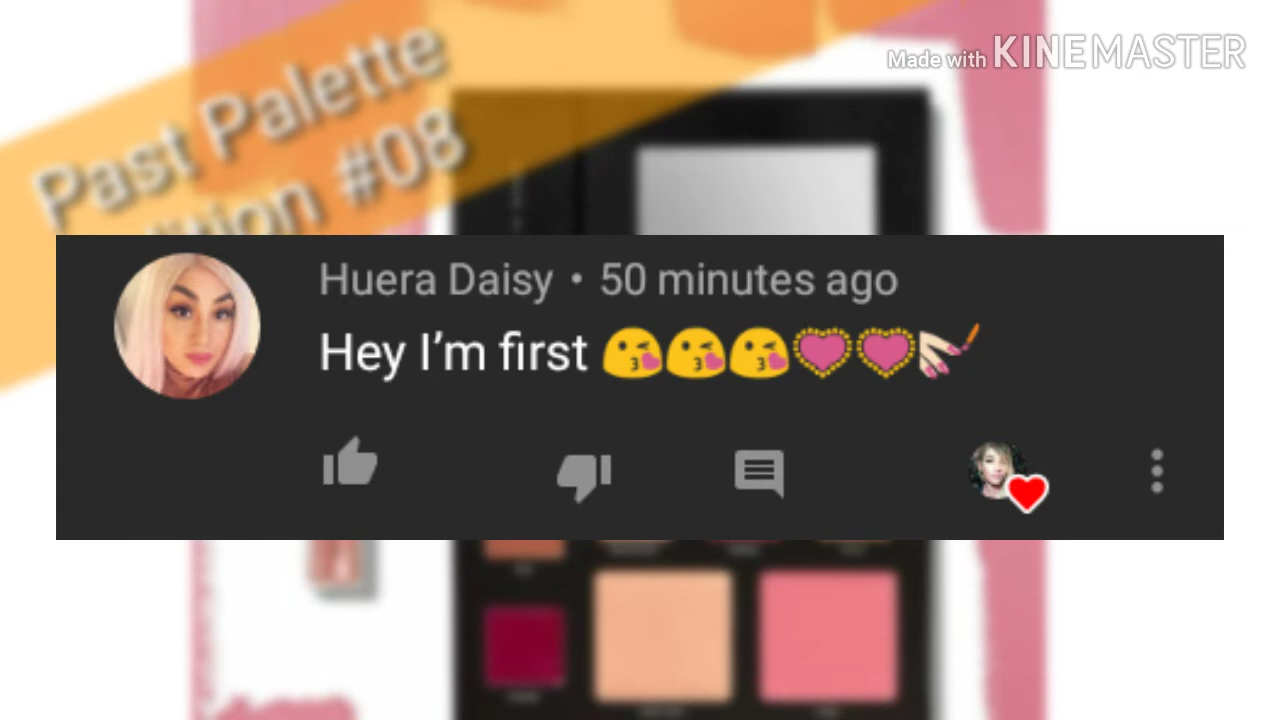 Made with KINEMASTER
Past Palette
#08
Huera Daisy • 50 minutes ago
Hey I’m first 😘😘😘💟💟💅🏻